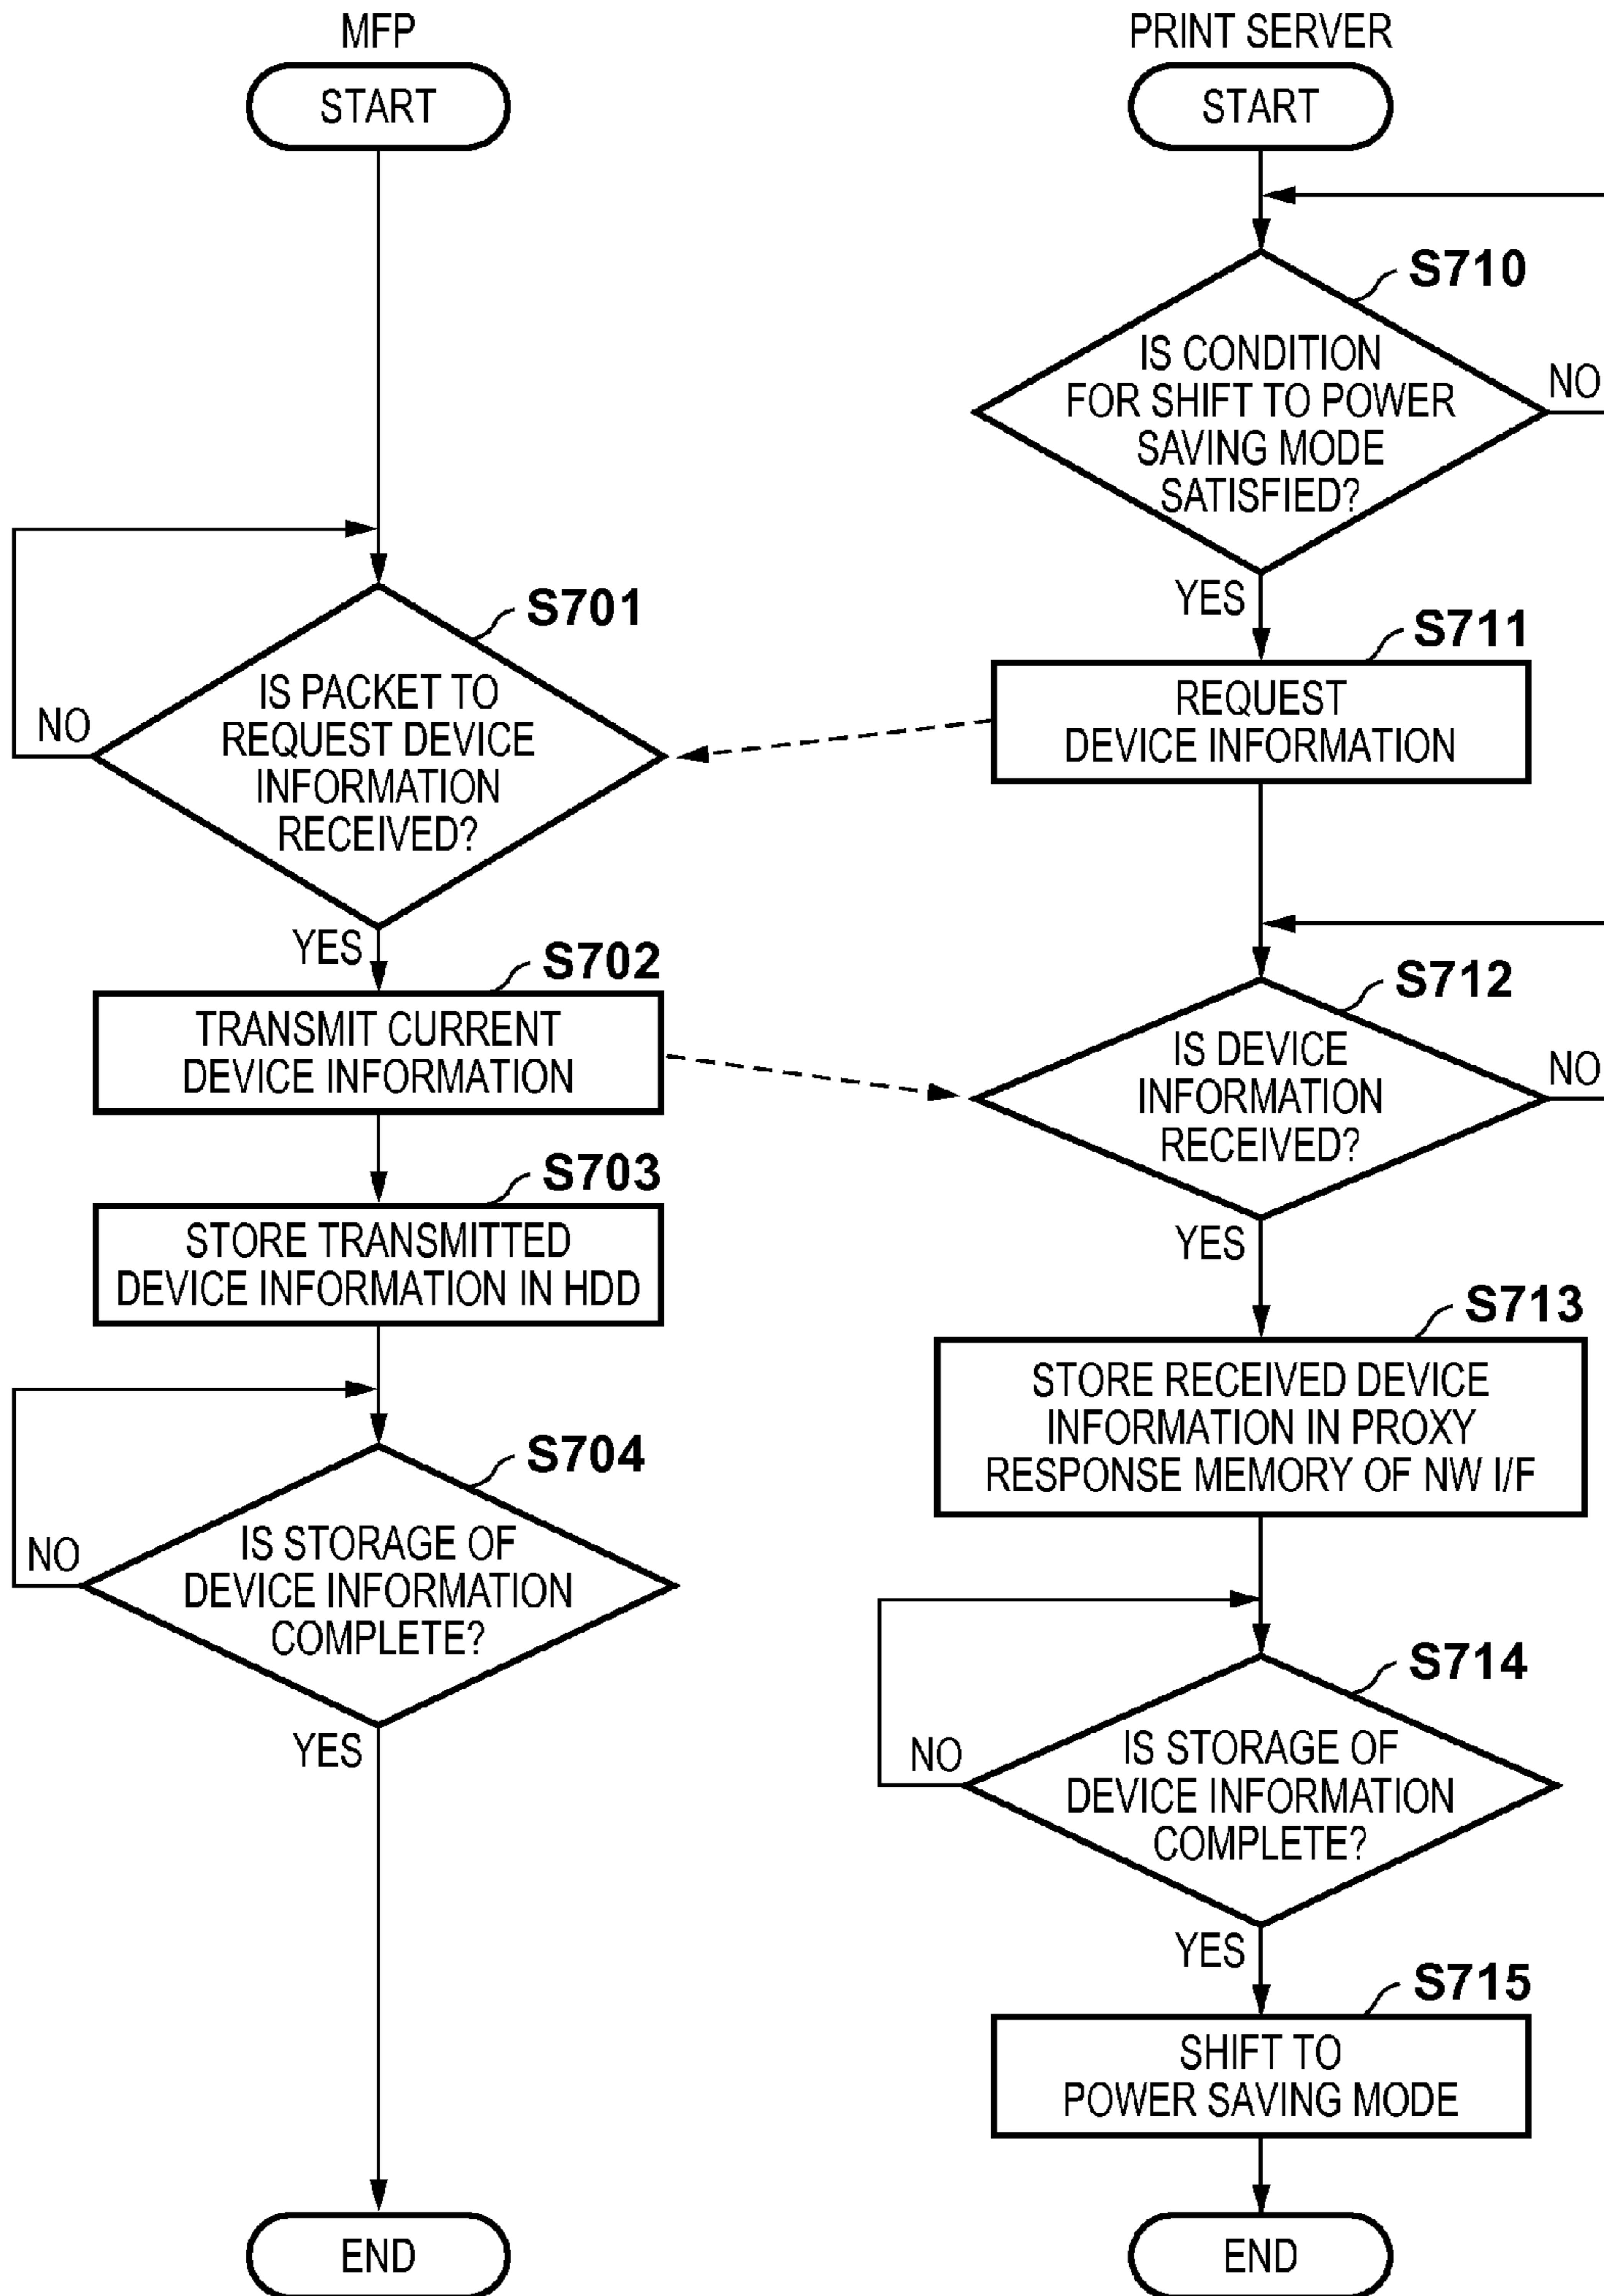 MFP
START
S701
IS PACKET TO
REQUEST DEVICE
INFORMATION
RECEIVED?
NO
YES
S702
TRANSMIT CURRENT
DEVICE INFORMATION
S703
STORE TRANSMITTED
DEVICE INFORMATION IN HDD
S704
IS STORAGE OF
DEVICE INFORMATION
COMPLETE?
NO
YES
END
PRINT SERVER
START
S710
IS CONDITION
FOR SHIFT TO POWER
SAVING MODE
SATISFIED?
NO
YES
S711
REQUEST
DEVICE INFORMATION
S712
IS DEVICE
INFORMATION
RECEIVED?
NO
YES
S713
STORE RECEIVED DEVICE
INFORMATION IN PROXY
RESPONSE MEMORY OF NW I/F
S714
IS STORAGE OF
DEVICE INFORMATION
COMPLETE?
NO
YES
S715
SHIFT TO
POWER SAVING MODE
END